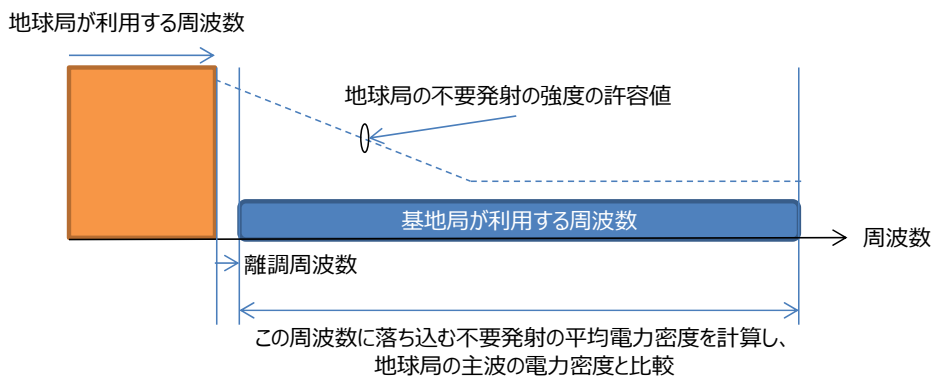 地球局が利用する周波数
地球局の不要発射の強度の許容値
基地局が利用する周波数
周波数
離調周波数
この周波数に落ち込む不要発射の平均電力密度を計算し、
地球局の主波の電力密度と比較